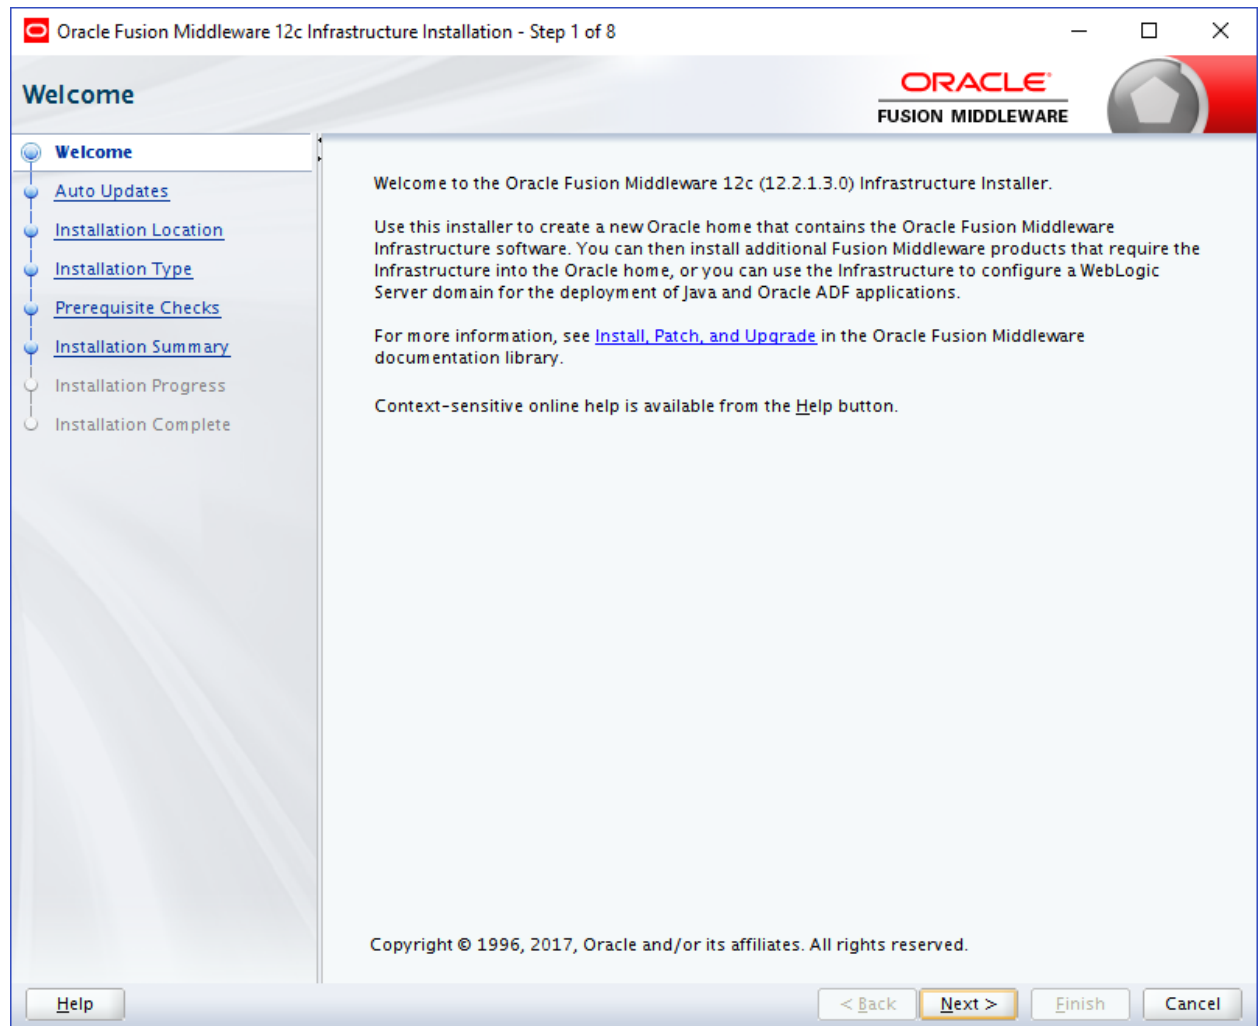 Oracle Fusion Middleware 12c Infrastructure Installation - Step 1 of 8
Welcome
ORACLE®
FUSION MIDDLEWARE
Welcome
Auto Updates
Installation Location
Installation Type
Prerequisite Checks
Installation Summary
Installation Progress
Installation Complete
Welcome to the Oracle Fusion Middleware 12c (12.2.1.3.0) Infrastructure Installer.
Use this installer to create a new Oracle home that contains the Oracle Fusion Middleware
Infrastructure software. You can then install additional Fusion Middleware products that require the
Infrastructure into the Oracle home, or you can use the Infrastructure to configure a WebLogic
Server domain for the deployment of Java and Oracle ADF applications.
For more information, see Install, Patch, and Upgrade in the Oracle Fusion Middleware
documentation library.
Context-sensitive online help is available from the Help button.
Copyright © 1996, 2017, Oracle and/or its affiliates. All rights reserved.
Help
< Back
Next >
Finish
Cancel